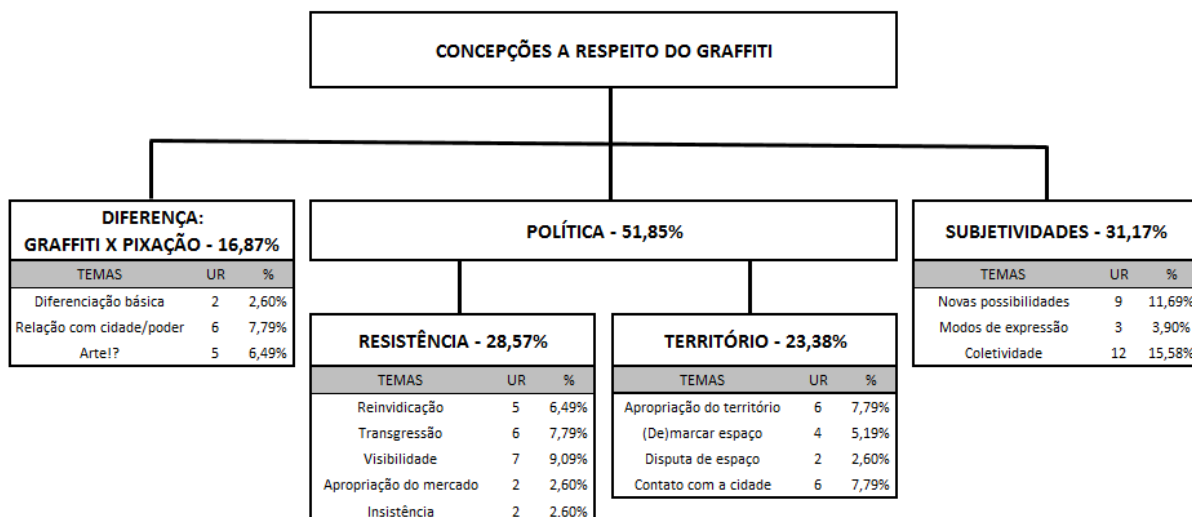 CONCEPÇÕES A RESPEITO DO GRAFFITI
DIFERENÇA:
GRAFFITI X PIXAÇÃO - 16,87%
TEMAS UR %
Diferenciação básica 2 2,60%
Relação com cidade/poder 6 7,79%
Arte!? 5 6,49%
POLÍTICA - 51,85%
RESISTÊNCIA - 28,57%
TEMAS UR %
Reinvidicação 5 6,49%
Transgressão 6 7,79%
Visibilidade 7 9,09%
Apropriação do mercado 2 2,60%
Insistência 2 2,60%
TERRITÓRIO - 23,38%
TEMAS UR %
Apropriação do território 6 7,79%
(De)marcar espaço 4 5,19%
Disputa de espaço 2 2,60%
Contato com a cidade 6 7,79%
SUBJETIVIDADES - 31,17%
TEMAS UR %
Novas possibilidades 9 11,69%
Modos de expressão 3 3,90%
Coletividade 12 15,58%